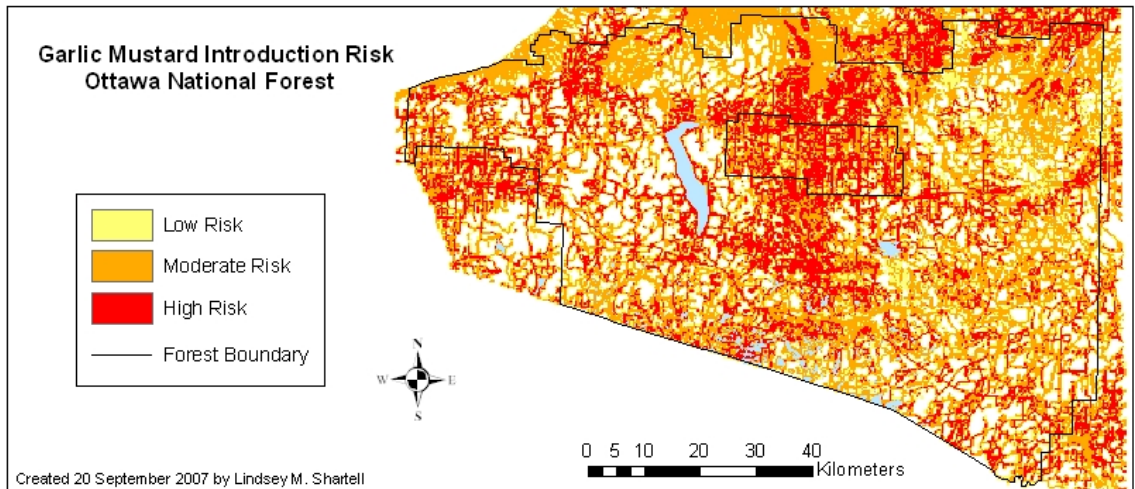 Garlic Mustard Introduction Risk
Ottawa National Forest
Low Risk
Moderate Risk
High Risk
Forest Boundary
N
W E
S
0 5 10 20 30 40
Kilometers
Created 20 September 2007 by Lindsey M. Shartell